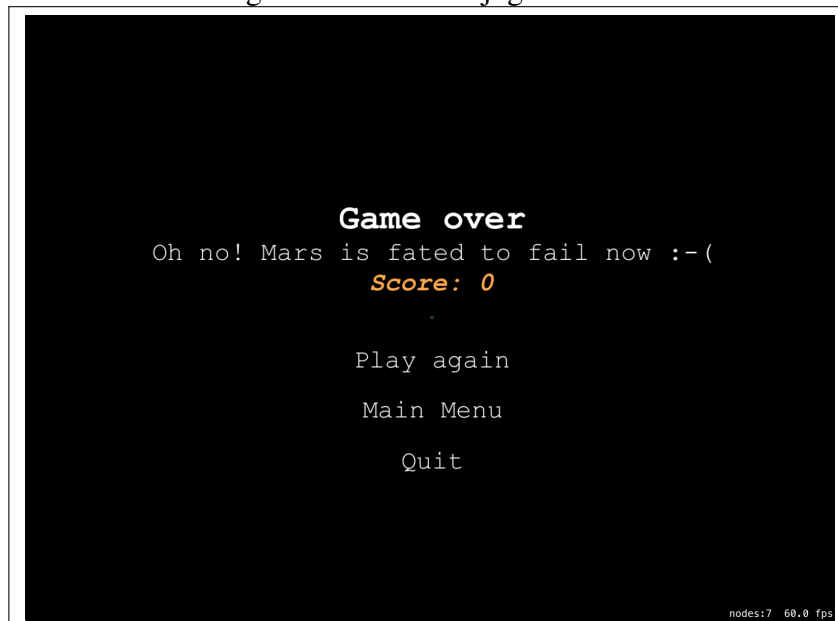 Game over
Oh no! Mars is fated to fail now :-(
Score: 0
Play again
Main Menu
Quit
nodes:7 60.0 fps